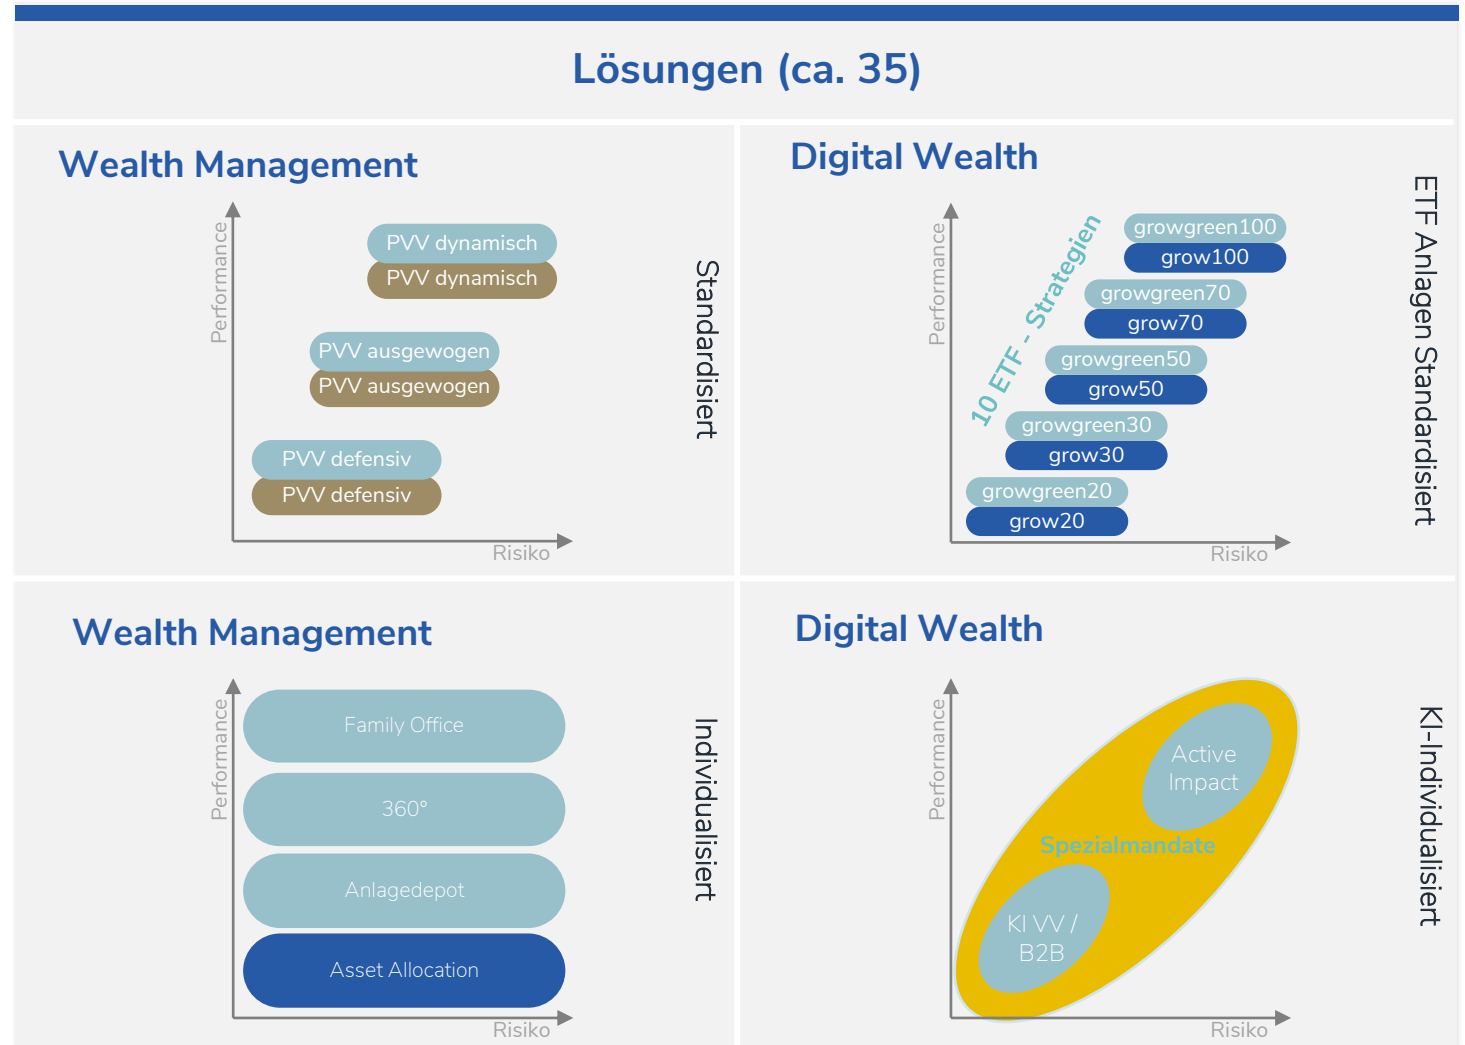 Lösungen (ca. 35)
Wealth Management
Performance
PVV dynamisch
PVV dynamisch
PVV ausgewogen
PVV ausgewogen
PVV defensiv
PVV defensiv
Risiko
Standardisiert
Digital Wealth
Performance
10 ETF - Strategien
growgreen100
grow100
growgreen70
grow70
growgreen50
grow50
growgreen30
grow30
growgreen20
grow20
Risiko
ETF Anlagen Standardisiert
Wealth Management
Performance
Family Office
360°
Anlagedepot
Asset Allocation
Risiko
Individualisiert
Digital Wealth
Performance
Active
Impact
Spezialmandate
KI VV /
B2B
Risiko
KI-Individualisiert